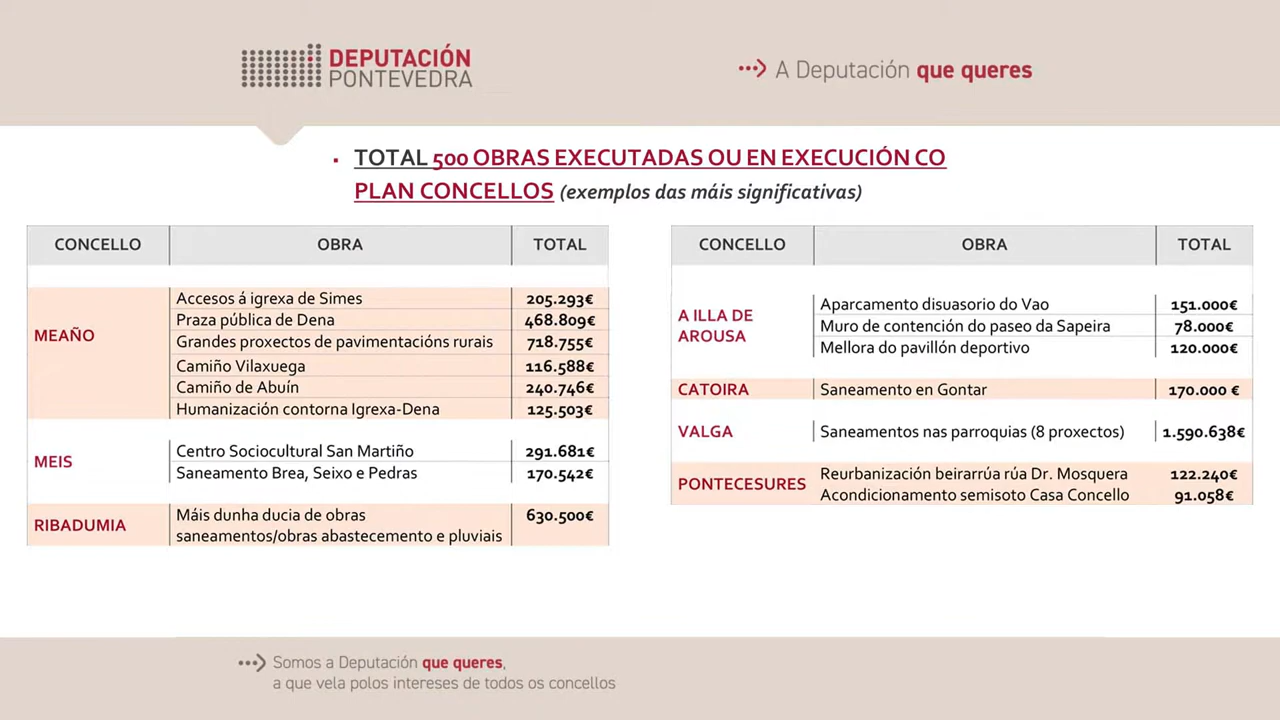 DEPUTACIÓN
PONTEVEDRA
A Deputación que queres
▪ TOTAL 500 OBRAS EXECUTADAS OU EN EXECUCIÓN CO
PLAN CONCELLOS (exemplos das máis significativas)
CONCELLO OBRA TOTAL
MEAÑO
Accesos á igrexa de Simes 205.293€
Praza pública de Dena 468.809€
Grandes proxectos de pavimentacións rurais 718.755€
Camiño Vilaxuega 116.588€
Camiño de Abuín 240.746€
Humanización contorna Igrexa-Dena 125.503€
MEIS
Centro Sociocultural San Martiño 291.681€
Saneamento Brea, Seixo e Pedras 170.542€
RIBADUMIA
Máis dunha ducia de obras 630.500€
saneamentos/obras abastecemento e pluviais
CONCELLO OBRA TOTAL
A ILLA DE
AROUSA
Aparcamento disuasorio do Vao 151.000€
Muro de contención do paseo da Sapeira 78.000€
Mellora do pavillón deportivo 120.000€
CATOIRA Saneamento en Gontar 170.000 €
VALGA Saneamentos nas parroquias (8 proxectos) 1.590.638€
PONTECESURES
Reurbanización beirarrúa rúa Dr. Mosquera 122.240€
Acondicionamento semisoto Casa Concello 91.058€
Somos a Deputación que queres,
a que vela polos intereses de todos os concellos